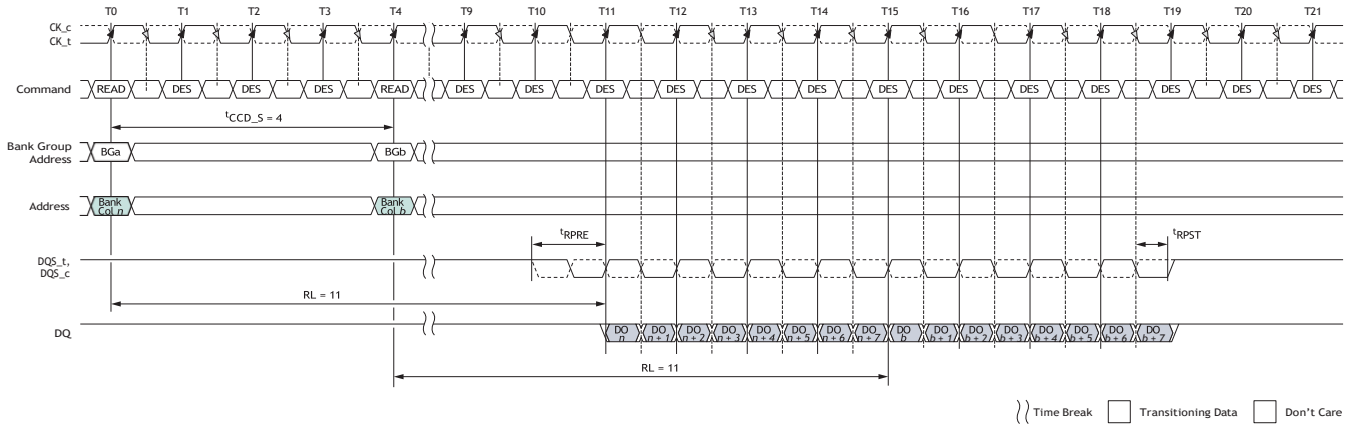 T0 T1 T2 T3 T4 T9 T10 T11 T12 T13 T14 T15 T16 T17 T18 T19 T20 T21
CK_c
CK_t
Command READ DES DES DES READ DES DES DES DES DES DES DES DES DES DES DES DES DES
tCCD_S = 4
Bank Group
Address
BGa BGb
Address
Bank
Col n
Bank
Col b
tRPRE tRPST
DQS_t,
DQS_c
RL = 11
DQ
DO
n
DO
n + 1
DO
n + 2
DO
n + 3
DO
n + 4
DO
n + 5
DO
n + 6
DO
n + 7
DO
b
DO
b + 1
DO
b + 2
DO
b + 3
DO
b + 4
DO
b + 5
DO
b + 6
DO
b + 7
RL = 11
Time Break Transitioning Data Don't Care